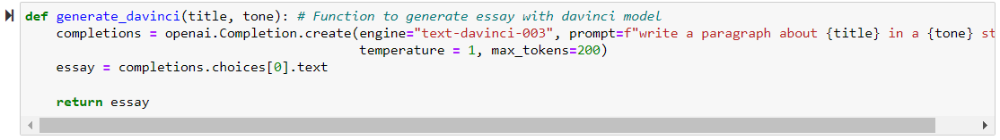 def generate_davinci(title, tone): # Function to generate essay with davinci model
    completions = openai.Completion.create(engine="text-davinci-003", prompt=f"write a paragraph about {title} in a {tone} st
                                           temperature = 1, max_tokens=200)
    essay = completions.choices[0].text
    return essay